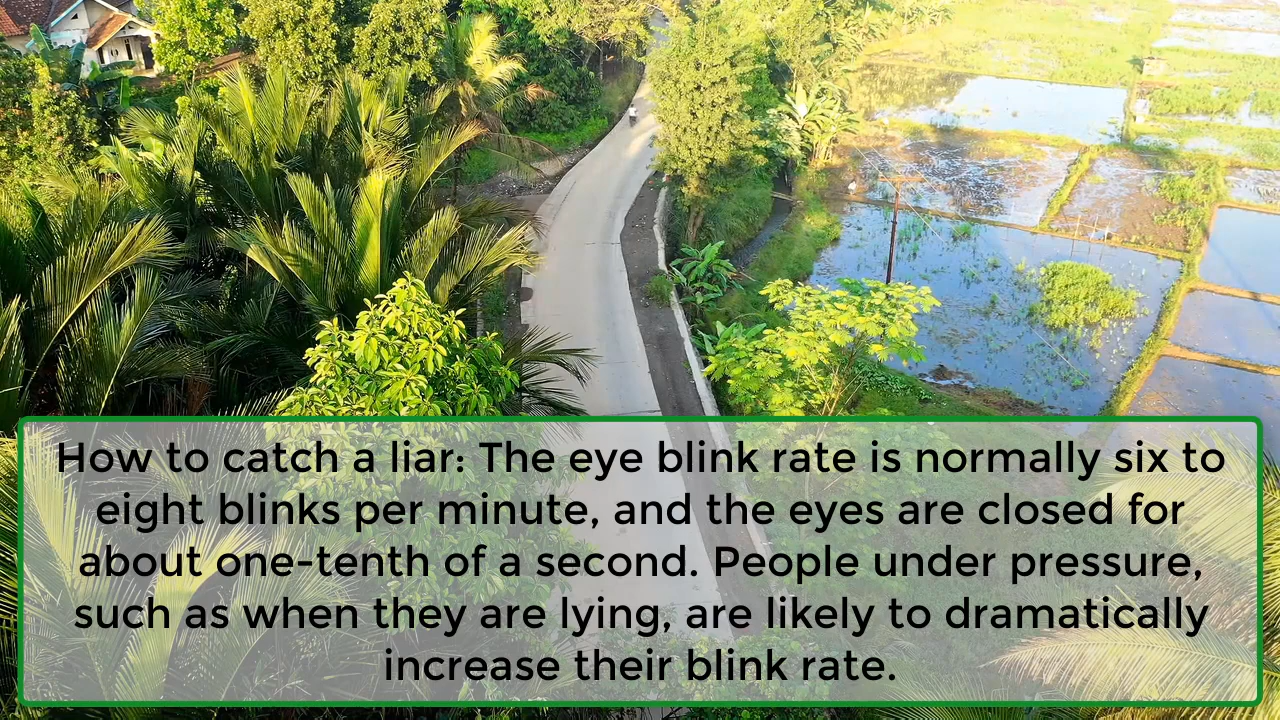 How to catch a liar: The eye blink rate is normally six to
eight blinks per minute, and the eyes are closed for
about one-tenth of a second. People under pressure,
such as when they are lying, are likely to dramatically
increase their blink rate.